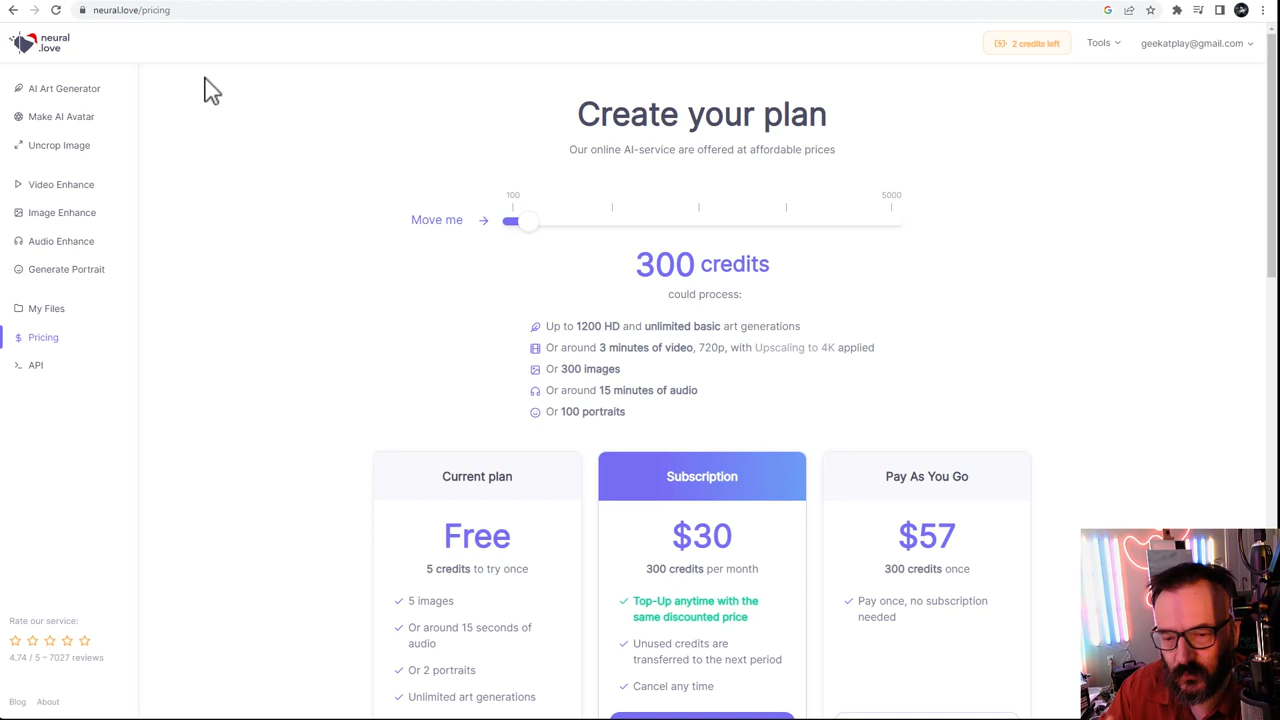 neural.love/pricing
neural
.love
2 credits left
Tools
geekatplay@gmail.com
AI Art Generator
Make AI Avatar
Uncrop Image
Video Enhance
Image Enhance
Audio Enhance
Generate Portrait
My Files
$ Pricing
API
Rate our service:
4.74 / 5 – 7027 reviews
Blog About
Create your plan
Our online AI-service are offered at affordable prices
100 5000
Move me →
300 credits
could process:
Up to 1200 HD and unlimited basic art generations
Or around 3 minutes of video, 720p, with Upscaling to 4K applied
Or 300 images
Or around 15 minutes of audio
Or 100 portraits
Current plan
Free
5 credits to try once
5 images
Or around 15 seconds of
audio
Or 2 portraits
Unlimited art generations
Subscription
$30
300 credits per month
Top-Up anytime with the
same discounted price
Unused credits are
transferred to the next period
Cancel any time
Pay As You Go
$57
300 credits once
Pay once, no subscription
needed